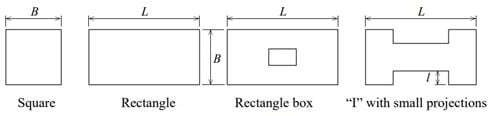 B L L L
B
l
Square Rectangle Rectangle box “I” with small projections